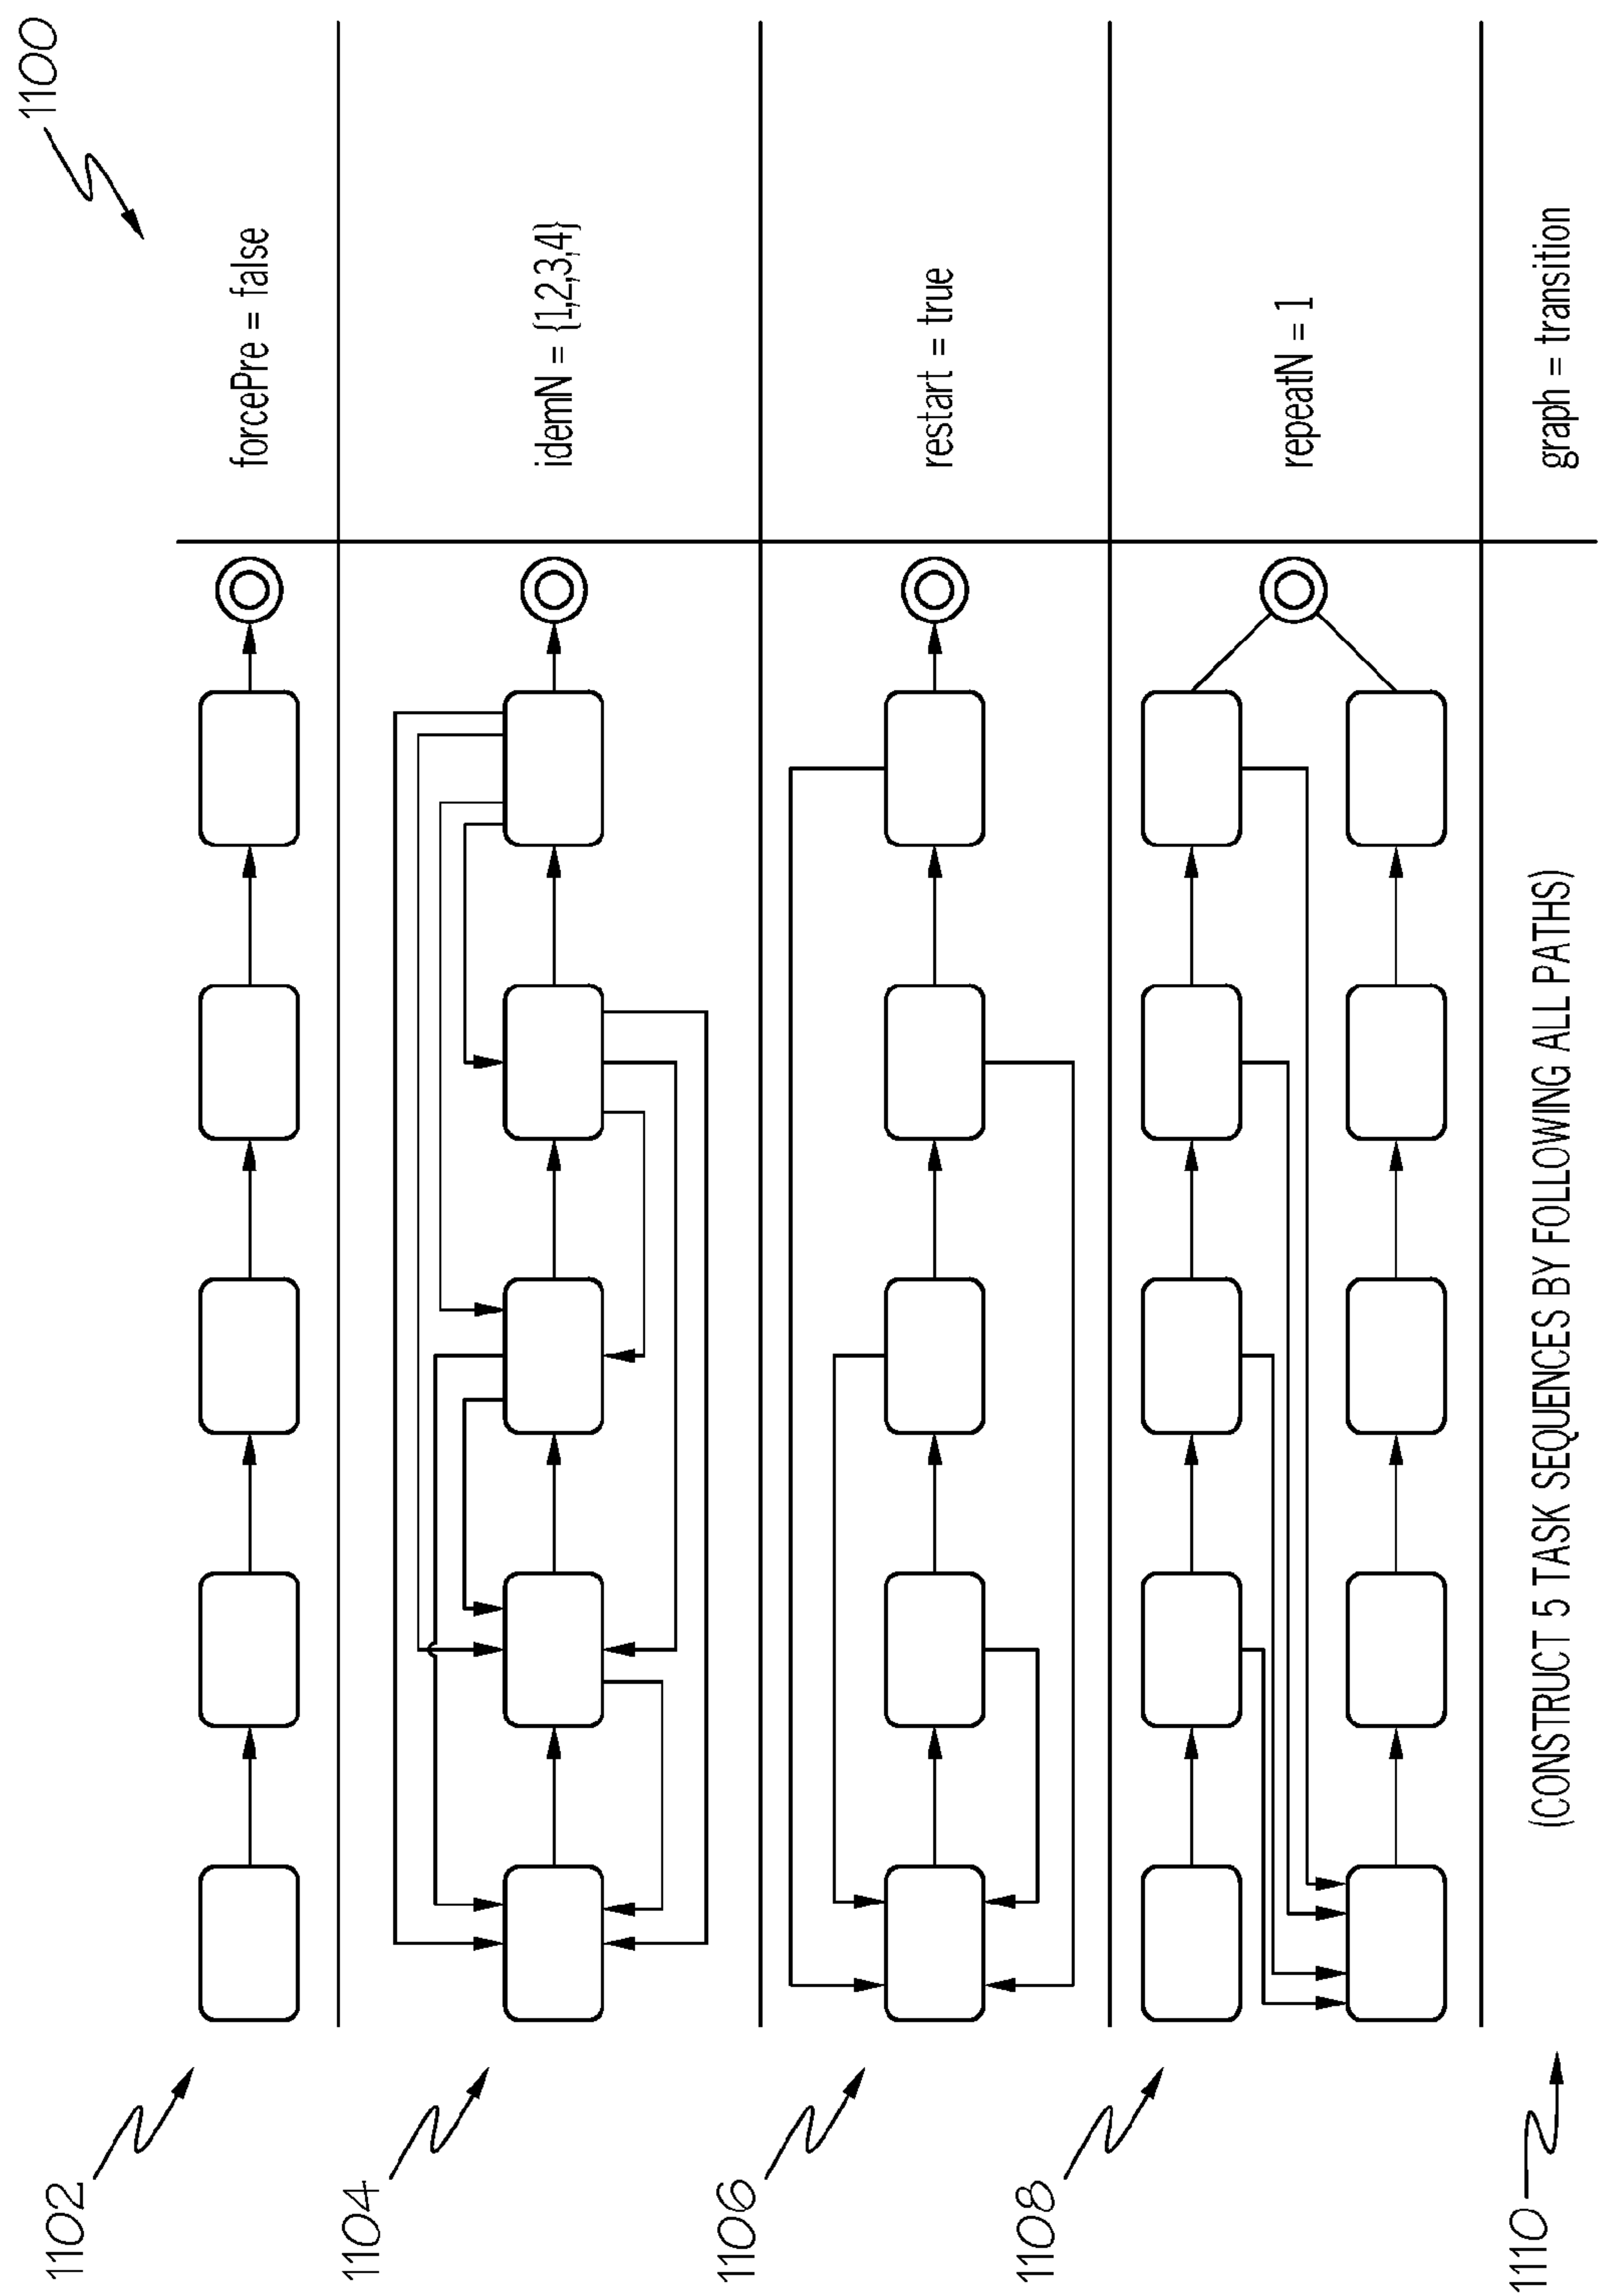 1100
1102
forcePre = false
1104
idemN = {1,2,3,4}
1106
restart = true
1108
repeatN = 1
1110
(CONSTRUCT 5 TASK SEQUENCES BY FOLLOWING ALL PATHS)
graph = transition